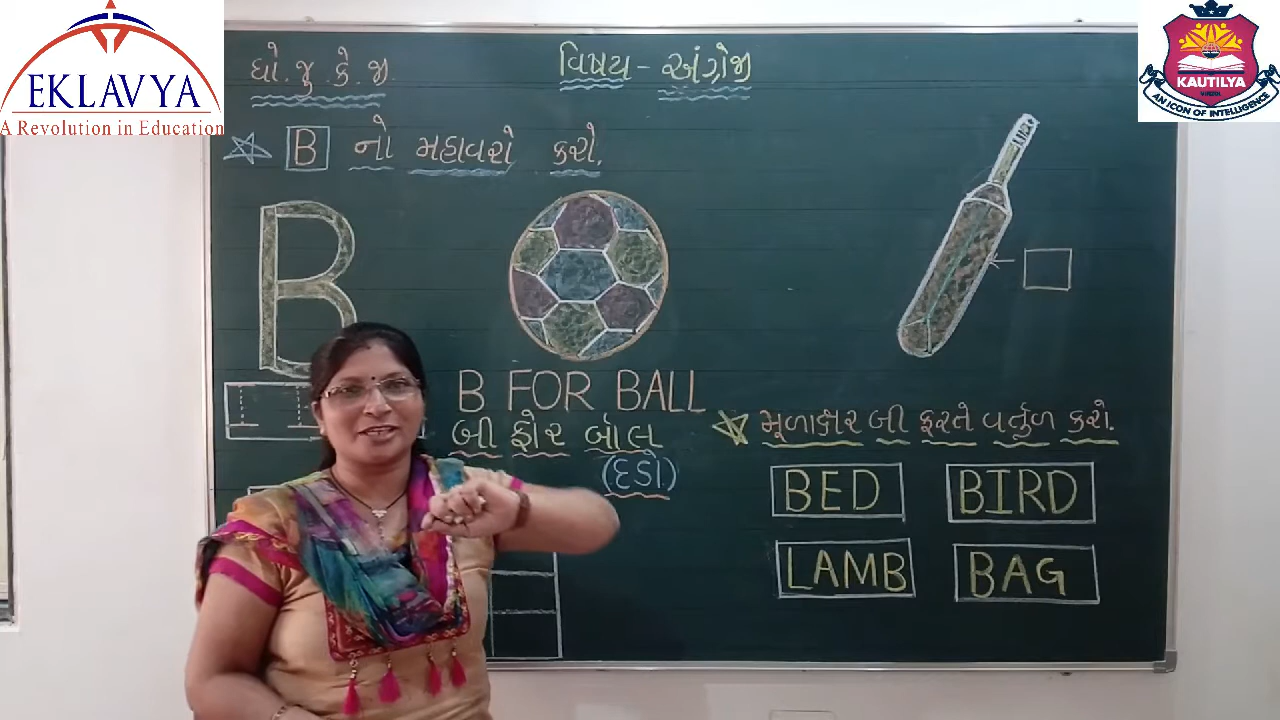 EKLAVYA
A Revolution in Education
KAUTILYA
AN ICON OF INTELLIGENCE
ધો. જુ. કે. જી.
વિષય - અંગ્રેજી
B નો મહાવરો કરો.
B
B FOR BALL
બી ફોર બૉલ
(દડો)
મૂળાક્ષર બી ફરતે વર્તુળ કરો.
BED BIRD
LAMB BAG